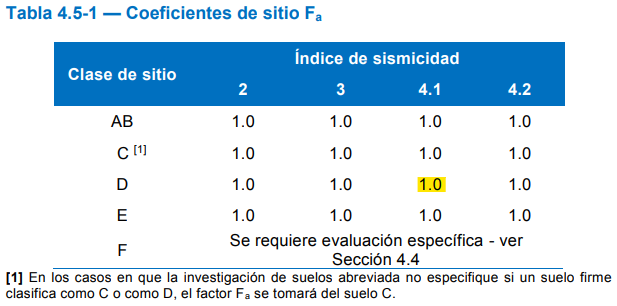 Tabla 4.5-1 — Coeficientes de sitio Fa
Clase de sitio
Índice de sismicidad
2 3 4.1 4.2
AB 1.0 1.0 1.0 1.0
C [1] 1.0 1.0 1.0 1.0
D 1.0 1.0 1.0 1.0
E 1.0 1.0 1.0 1.0
F Se requiere evaluación específica - ver
Sección 4.4
[1] En los casos en que la investigación de suelos abreviada no especifique si un suelo firme
clasifica como C o como D, el factor Fa se tomará del suelo C.